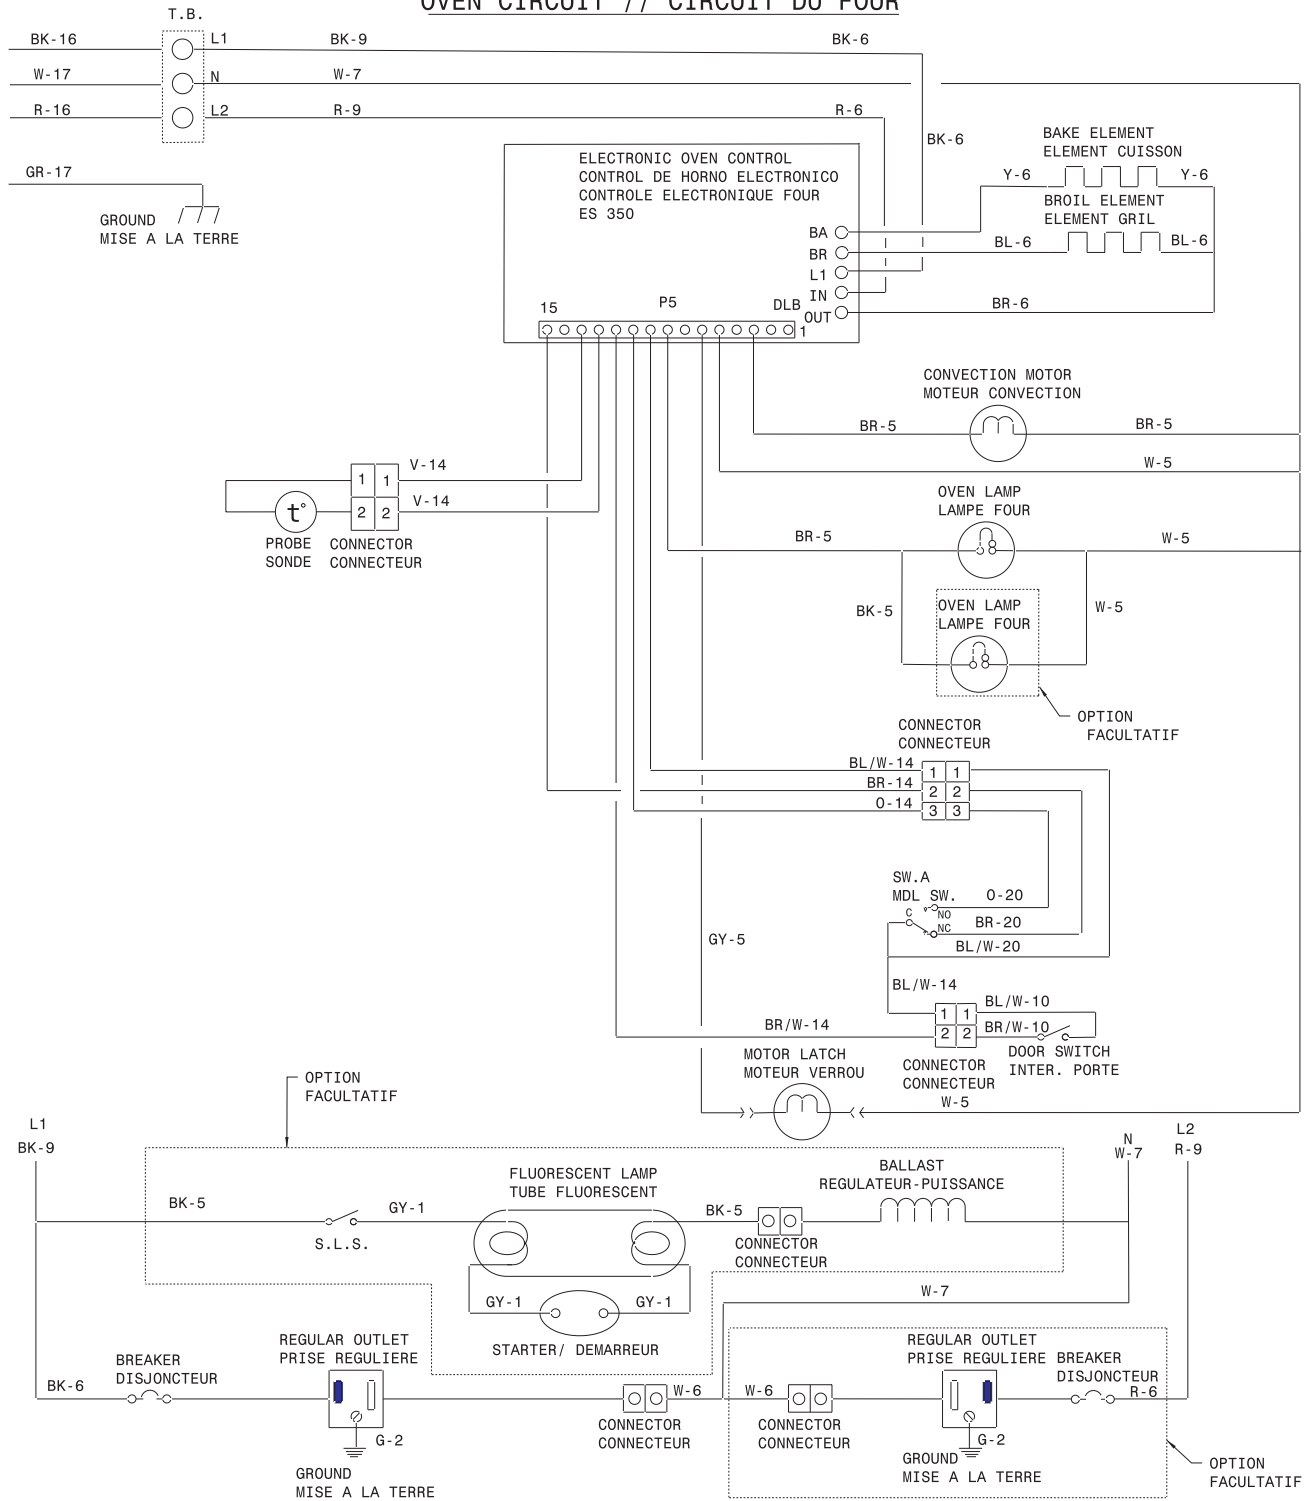 OVEN CIRCUIT // CIRCUIT DU FOUR
T.B.
BK-16
L1
BK-9
BK-6
W-17
N
W-7
R-16
L2
R-9
R-6
BK-6
GR-17
GROUND
MISE A LA TERRE
ELECTRONIC OVEN CONTROL
CONTROL DE HORNO ELECTRONICO
CONTROLE ELECTRONIQUE FOUR
ES 350
BAKE ELEMENT
ELEMENT CUISSON
Y-6
Y-6
BROIL ELEMENT
ELEMENT GRIL
BA
BR
BL-6
BL-6
L1
IN
DLB
OUT
BR-6
15
P5
1
CONVECTION MOTOR
MOTEUR CONVECTION
BR-5
BR-5
W-5
V-14
1 1
V-14
2 2
t°
PROBE
SONDE
CONNECTOR
CONNECTEUR
OVEN LAMP
LAMPE FOUR
BR-5
W-5
BK-5
OVEN LAMP
LAMPE FOUR
W-5
OPTION
FACULTATIF
CONNECTOR
CONNECTEUR
BL/W-14
1 1
BR-14
2 2
O-14
3 3
SW.A
MDL SW.
O-20
C
NO
NC
BR-20
BL/W-20
GY-5
BL/W-14
BL/W-10
1 1
BR/W-14
2 2
BR/W-10
DOOR SWITCH
INTER. PORTE
MOTOR LATCH
MOTEUR VERROU
CONNECTOR
CONNECTEUR
W-5
OPTION
FACULTATIF
L1
BK-9
N
W-7
L2
R-9
FLUORESCENT LAMP
TUBE FLUORESCENT
BALLAST
REGULATEUR-PUISSANCE
BK-5
GY-1
BK-5
S.L.S.
CONNECTOR
CONNECTEUR
GY-1
GY-1
W-7
STARTER/ DEMARREUR
REGULAR OUTLET
PRISE REGULIERE
BREAKER
DISJONCTEUR
BK-6
W-6
W-6
REGULAR OUTLET
PRISE REGULIERE
BREAKER
DISJONCTEUR
R-6
CONNECTOR
CONNECTEUR
CONNECTOR
CONNECTEUR
G-2
G-2
GROUND
MISE A LA TERRE
GROUND
MISE A LA TERRE
OPTION
FACULTATIF